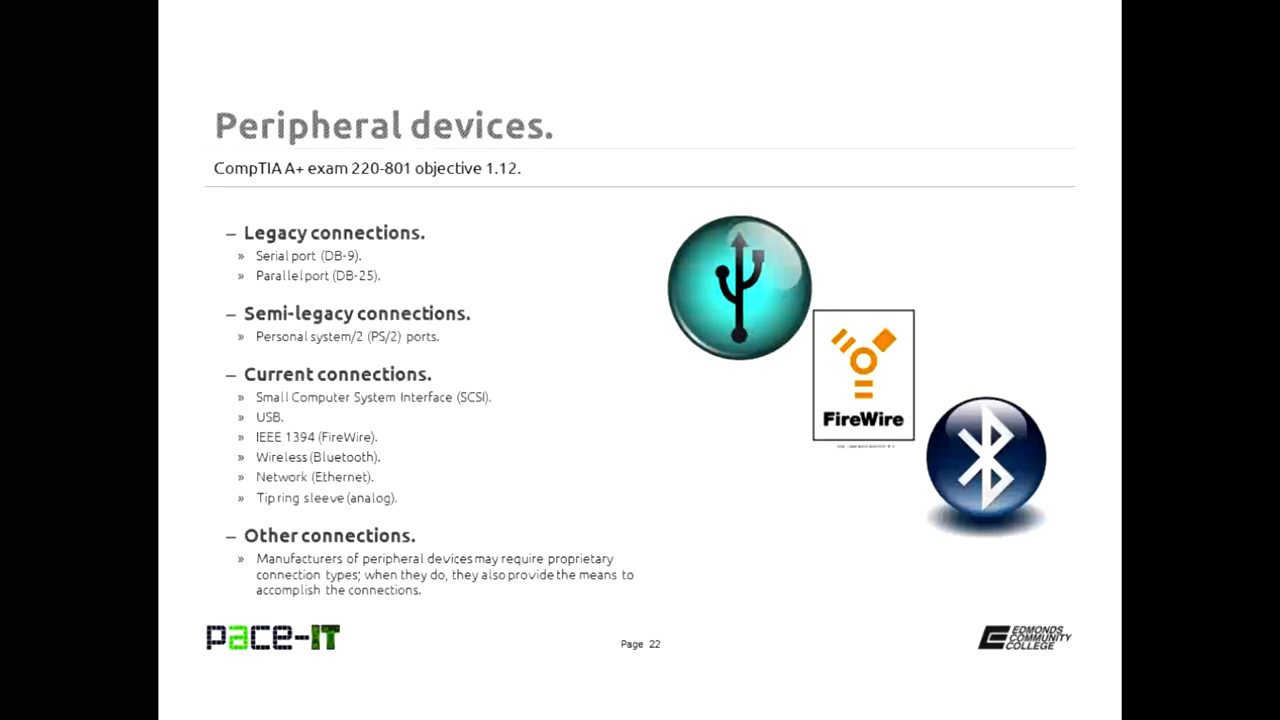 Peripheral devices.
CompTIA A+ exam 220-801 objective 1.12.
– Legacy connections.
» Serial port (DB-9).
» Parallel port (DB-25).
– Semi-legacy connections.
» Personal system/2 (PS/2) ports.
– Current connections.
» Small Computer System Interface (SCSI).
» USB.
» IEEE 1394 (FireWire).
» Wireless (Bluetooth).
» Network (Ethernet).
» Tip ring sleeve (analog).
– Other connections.
» Manufacturers of peripheral devices may require proprietary
connection types; when they do, they also provide the means to
accomplish the connections.
FireWire
pace-IT
Page 22
EDMONDS
COMMUNITY
COLLEGE